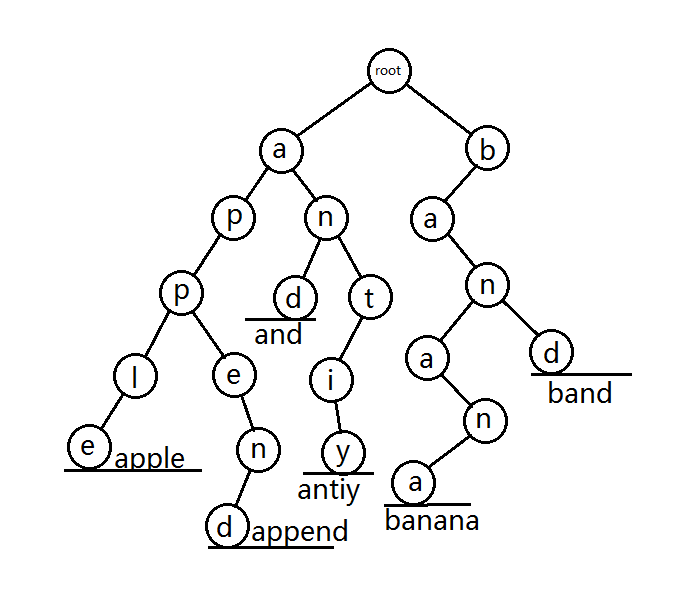 root
a b
p n a
p d t n
and
l e i a d
band
e apple n y n
antiy a
d append banana